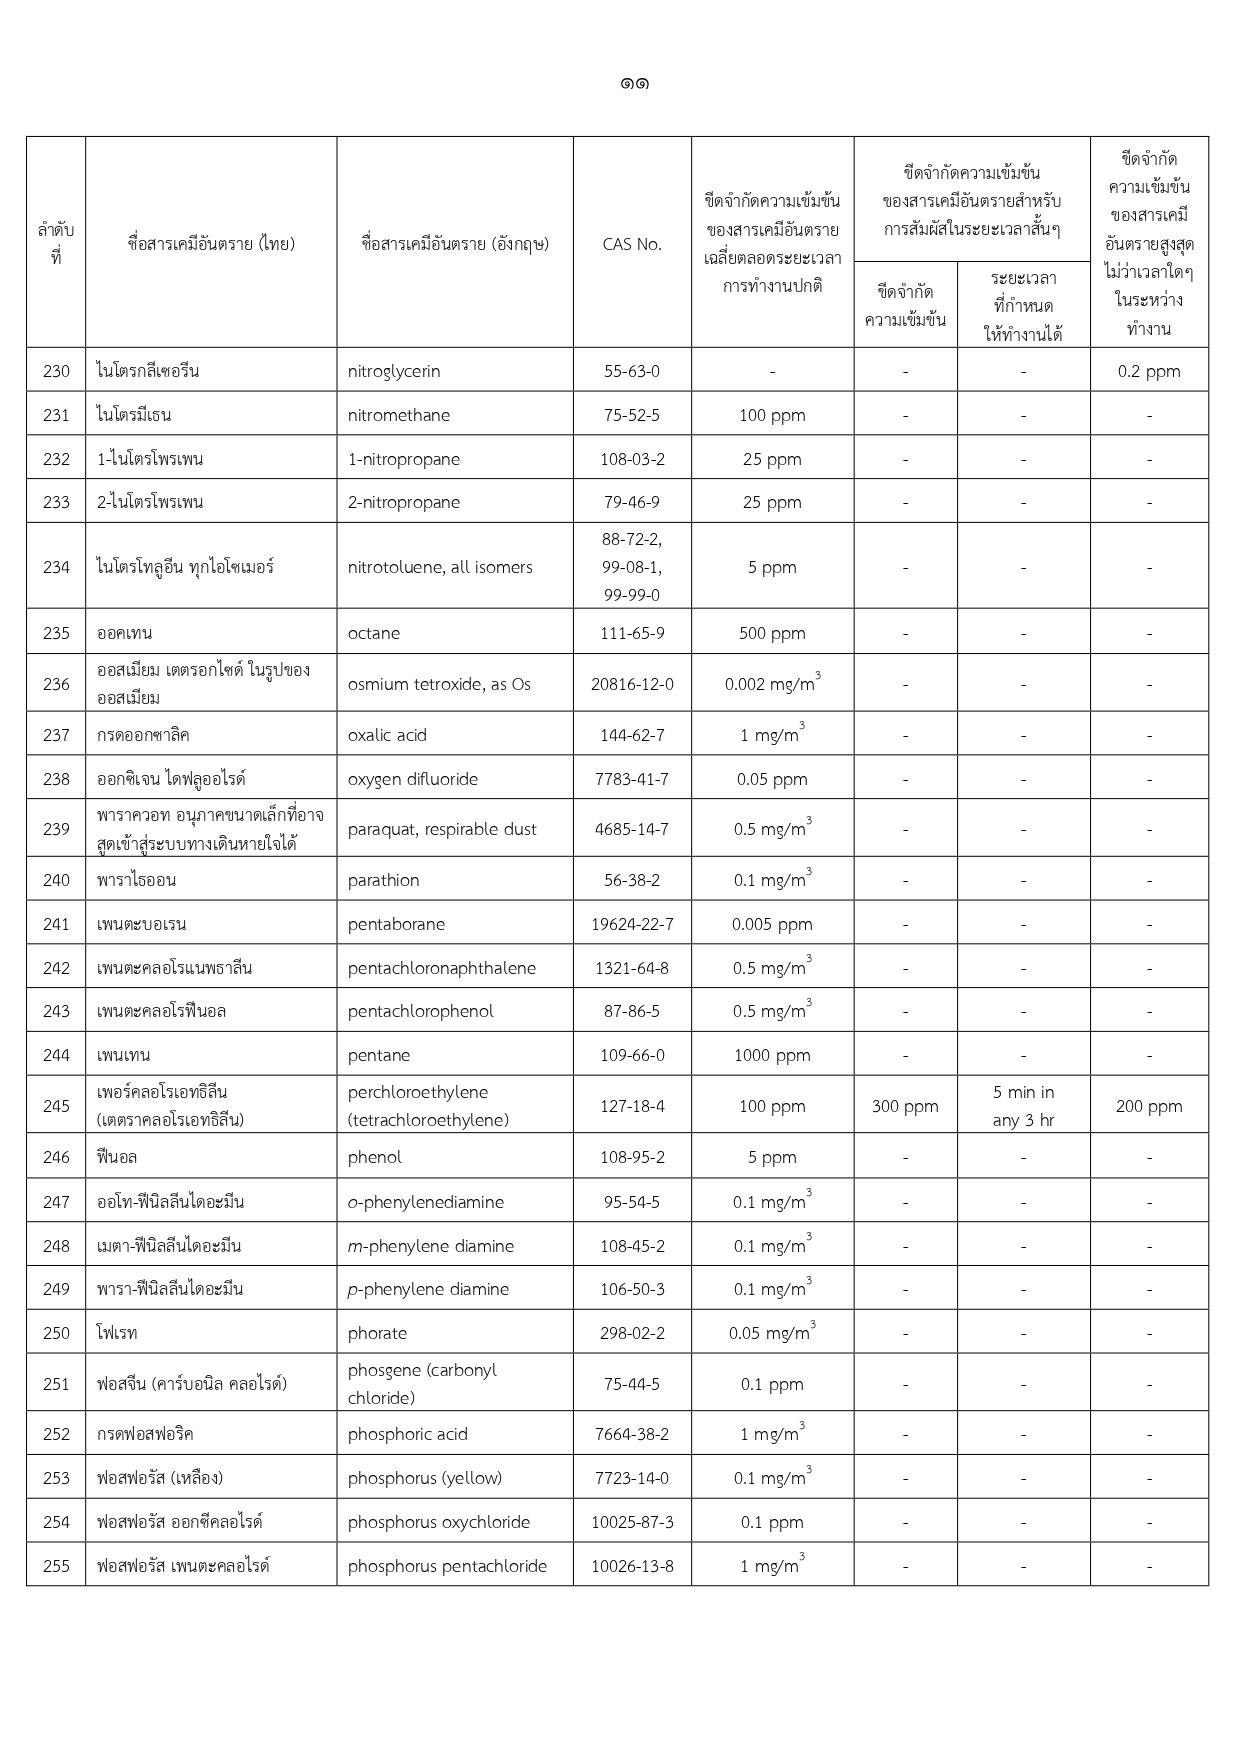 ๑๑
ลำดับ
ที่
ชื่อสารเคมีอันตราย (ไทย)
ชื่อสารเคมีอันตราย (อังกฤษ)
CAS No.
ขีดจำกัดความเข้มข้น
ของสารเคมีอันตราย
เฉลี่ยตลอดระยะเวลา
การทำงานปกติ
ขีดจำกัดความเข้มข้น
ของสารเคมีอันตรายสำหรับ
การสัมผัสในระยะเวลาสั้นๆ
ขีดจำกัด
ความเข้มข้น
ระยะเวลา
ที่กำหนด
ให้ทำงานได้
ขีดจำกัด
ความเข้มข้น
ของสารเคมี
อันตรายสูงสุด
ไม่ว่าเวลาใดๆ
ในระหว่าง
ทำงาน
230 ไนโตรกลีเซอรีน nitroglycerin 55-63-0 - - - 0.2 ppm
231 ไนโตรมีเธน nitromethane 75-52-5 100 ppm - - -
232 1-ไนโตรโพรเพน 1-nitropropane 108-03-2 25 ppm - - -
233 2-ไนโตรโพรเพน 2-nitropropane 79-46-9 25 ppm - - -
234 ไนโตรโทลูอีน ทุกไอโซเมอร์ nitrotoluene, all isomers 88-72-2,
99-08-1,
99-99-0 5 ppm - - -
235 ออคเทน octane 111-65-9 500 ppm - - -
236 ออสเมียม เตตรอกไซด์ ในรูปของ
ออสเมียม osmium tetroxide, as Os 20816-12-0 0.002 mg/m³ - - -
237 กรดออกซาลิค oxalic acid 144-62-7 1 mg/m³ - - -
238 ออกซิเจน ไดฟลูออไรด์ oxygen difluoride 7783-41-7 0.05 ppm - - -
239 พาราควอท อนุภาคขนาดเล็กที่อาจ
สูดเข้าสู่ระบบทางเดินหายใจได้ paraquat, respirable dust 4685-14-7 0.5 mg/m³ - - -
240 พาราไธออน parathion 56-38-2 0.1 mg/m³ - - -
241 เพนตะบอเรน pentaborane 19624-22-7 0.005 ppm - - -
242 เพนตะคลอโรแนพธาลีน pentachloronaphthalene 1321-64-8 0.5 mg/m³ - - -
243 เพนตะคลอโรฟีนอล pentachlorophenol 87-86-5 0.5 mg/m³ - - -
244 เพนเทน pentane 109-66-0 1000 ppm - - -
245 เพอร์คลอโรเอทธิลีน
(เตตราคลอโรเอทธิลีน) perchloroethylene
(tetrachloroethylene) 127-18-4 100 ppm 300 ppm 5 min in
any 3 hr 200 ppm
246 ฟีนอล phenol 108-95-2 5 ppm - - -
247 ออโท-ฟีนิลลีนไดอะมีน o-phenylenediamine 95-54-5 0.1 mg/m³ - - -
248 เมตา-ฟีนิลลีนไดอะมีน m-phenylene diamine 108-45-2 0.1 mg/m³ - - -
249 พารา-ฟีนิลลีนไดอะมีน p-phenylene diamine 106-50-3 0.1 mg/m³ - - -
250 โฟเรท phorate 298-02-2 0.05 mg/m³ - - -
251 ฟอสจีน (คาร์บอนิล คลอไรด์) phosgene (carbonyl
chloride) 75-44-5 0.1 ppm - - -
252 กรดฟอสฟอริค phosphoric acid 7664-38-2 1 mg/m³ - - -
253 ฟอสฟอรัส (เหลือง) phosphorus (yellow) 7723-14-0 0.1 mg/m³ - - -
254 ฟอสฟอรัส ออกซีคลอไรด์ phosphorus oxychloride 10025-87-3 0.1 ppm - - -
255 ฟอสฟอรัส เพนตะคลอไรด์ phosphorus pentachloride 10026-13-8 1 mg/m³ - - -